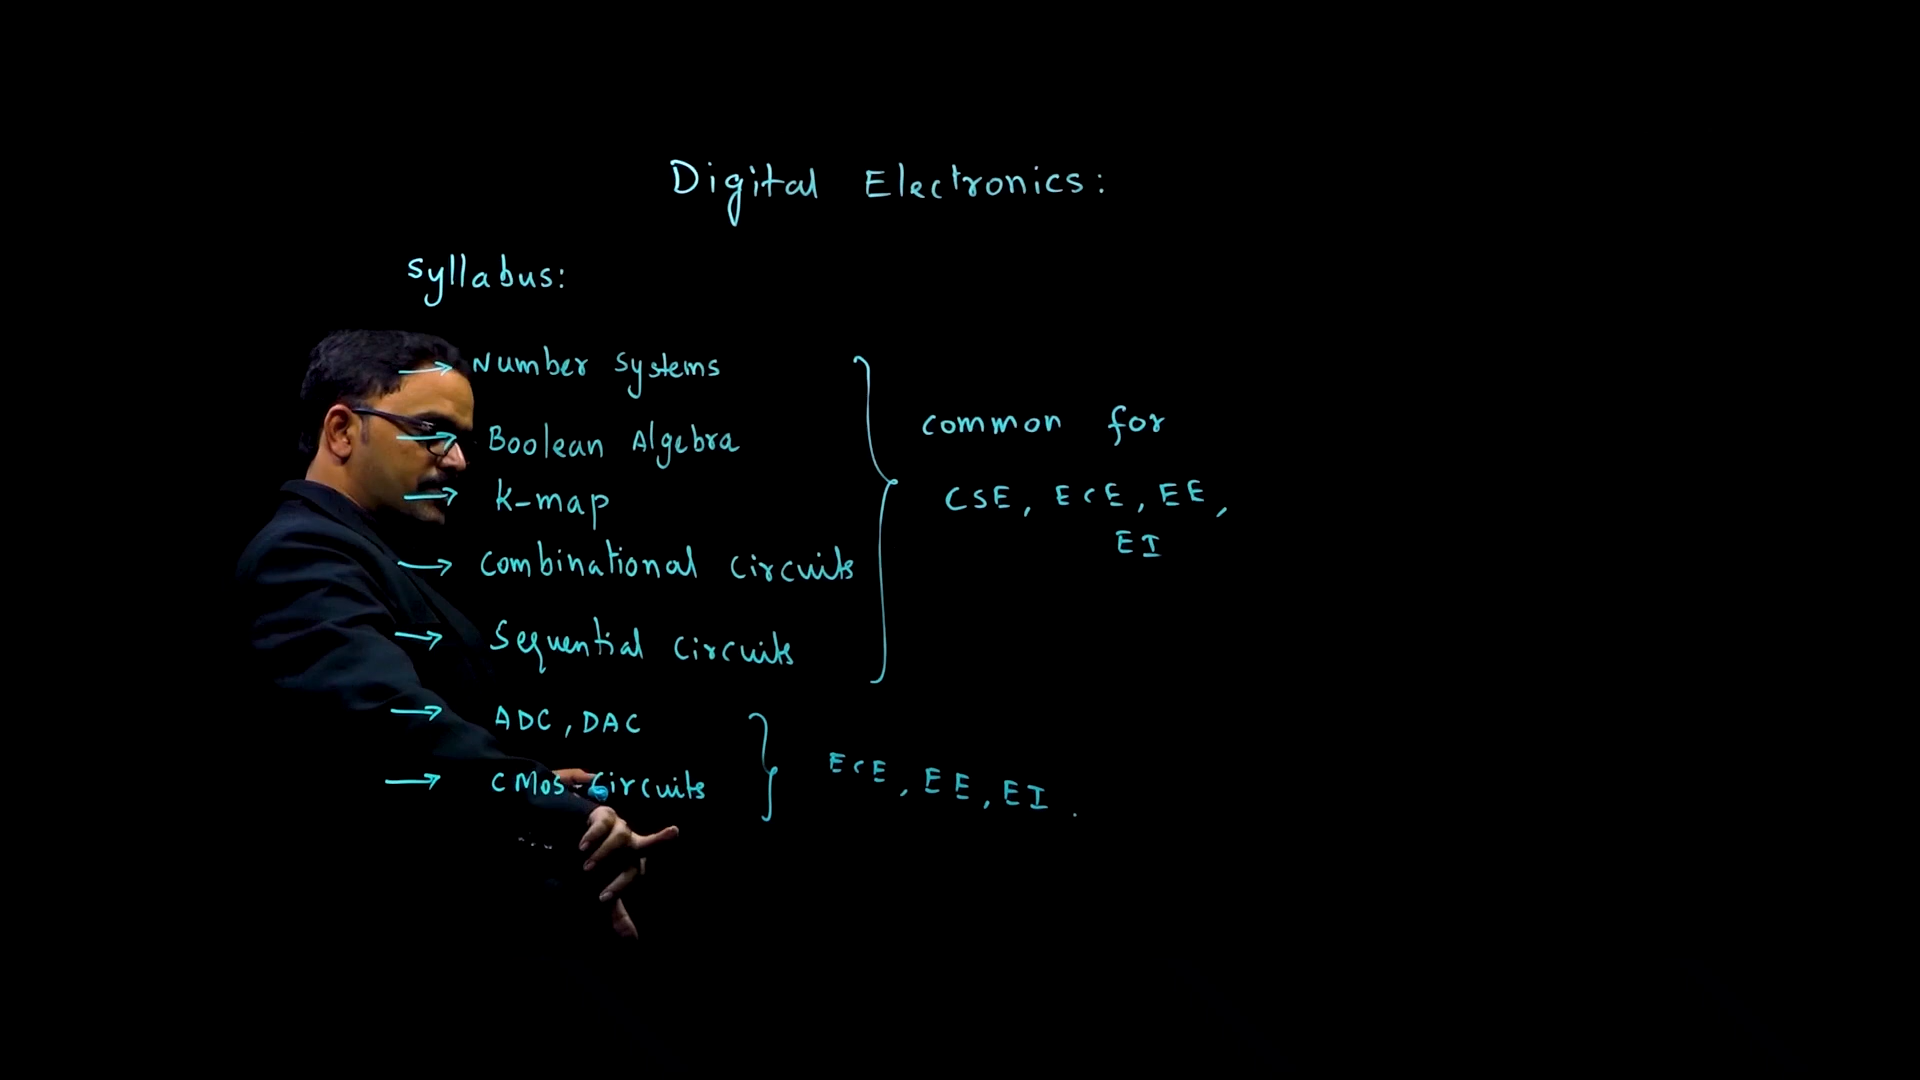 Digital Electronics:
Syllabus:
→ Number Systems
→ Boolean Algebra
→ K-map
→ Combinational Circuits
→ Sequential Circuits
common for
CSE, ECE, EE,
EI
→ ADC, DAC
→ CMOS Circuits
ECE, EE, EI.